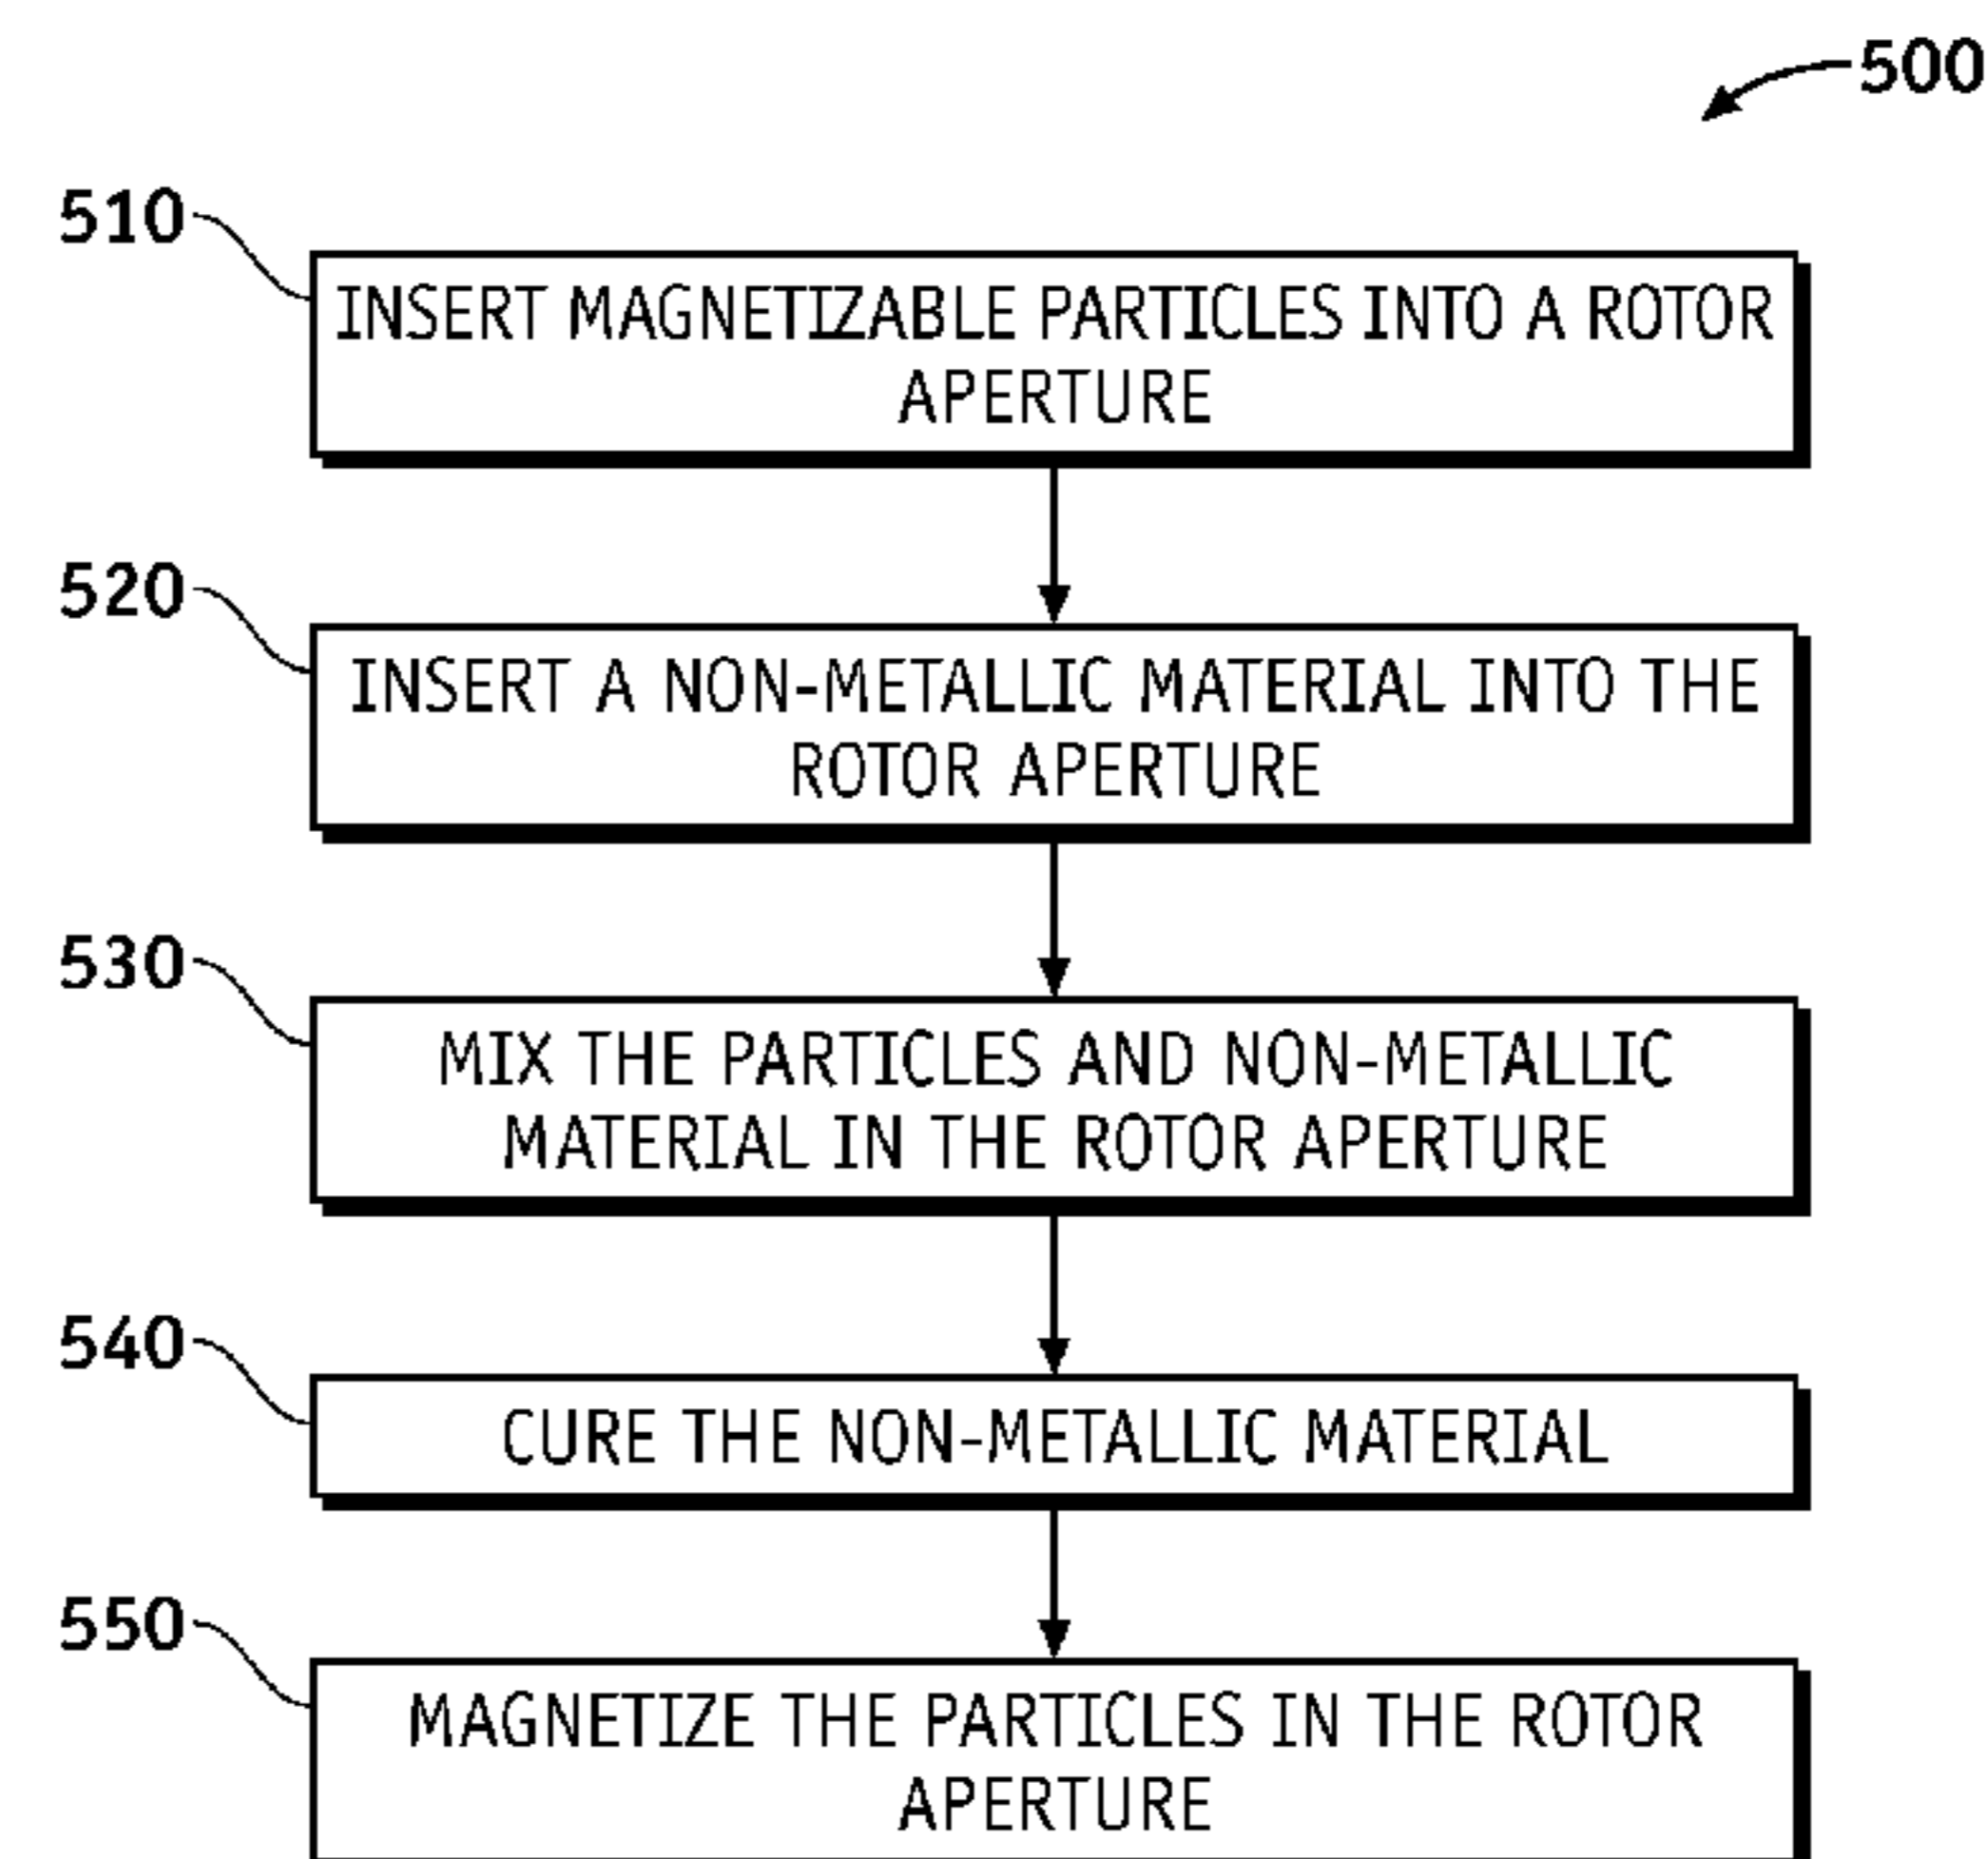 500
510
INSERT MAGNETIZABLE PARTICLES INTO A ROTOR
APERTURE
520
INSERT A NON-METALLIC MATERIAL INTO THE
ROTOR APERTURE
530
MIX THE PARTICLES AND NON-METALLIC
MATERIAL IN THE ROTOR APERTURE
540
CURE THE NON-METALLIC MATERIAL
550
MAGNETIZE THE PARTICLES IN THE ROTOR
APERTURE